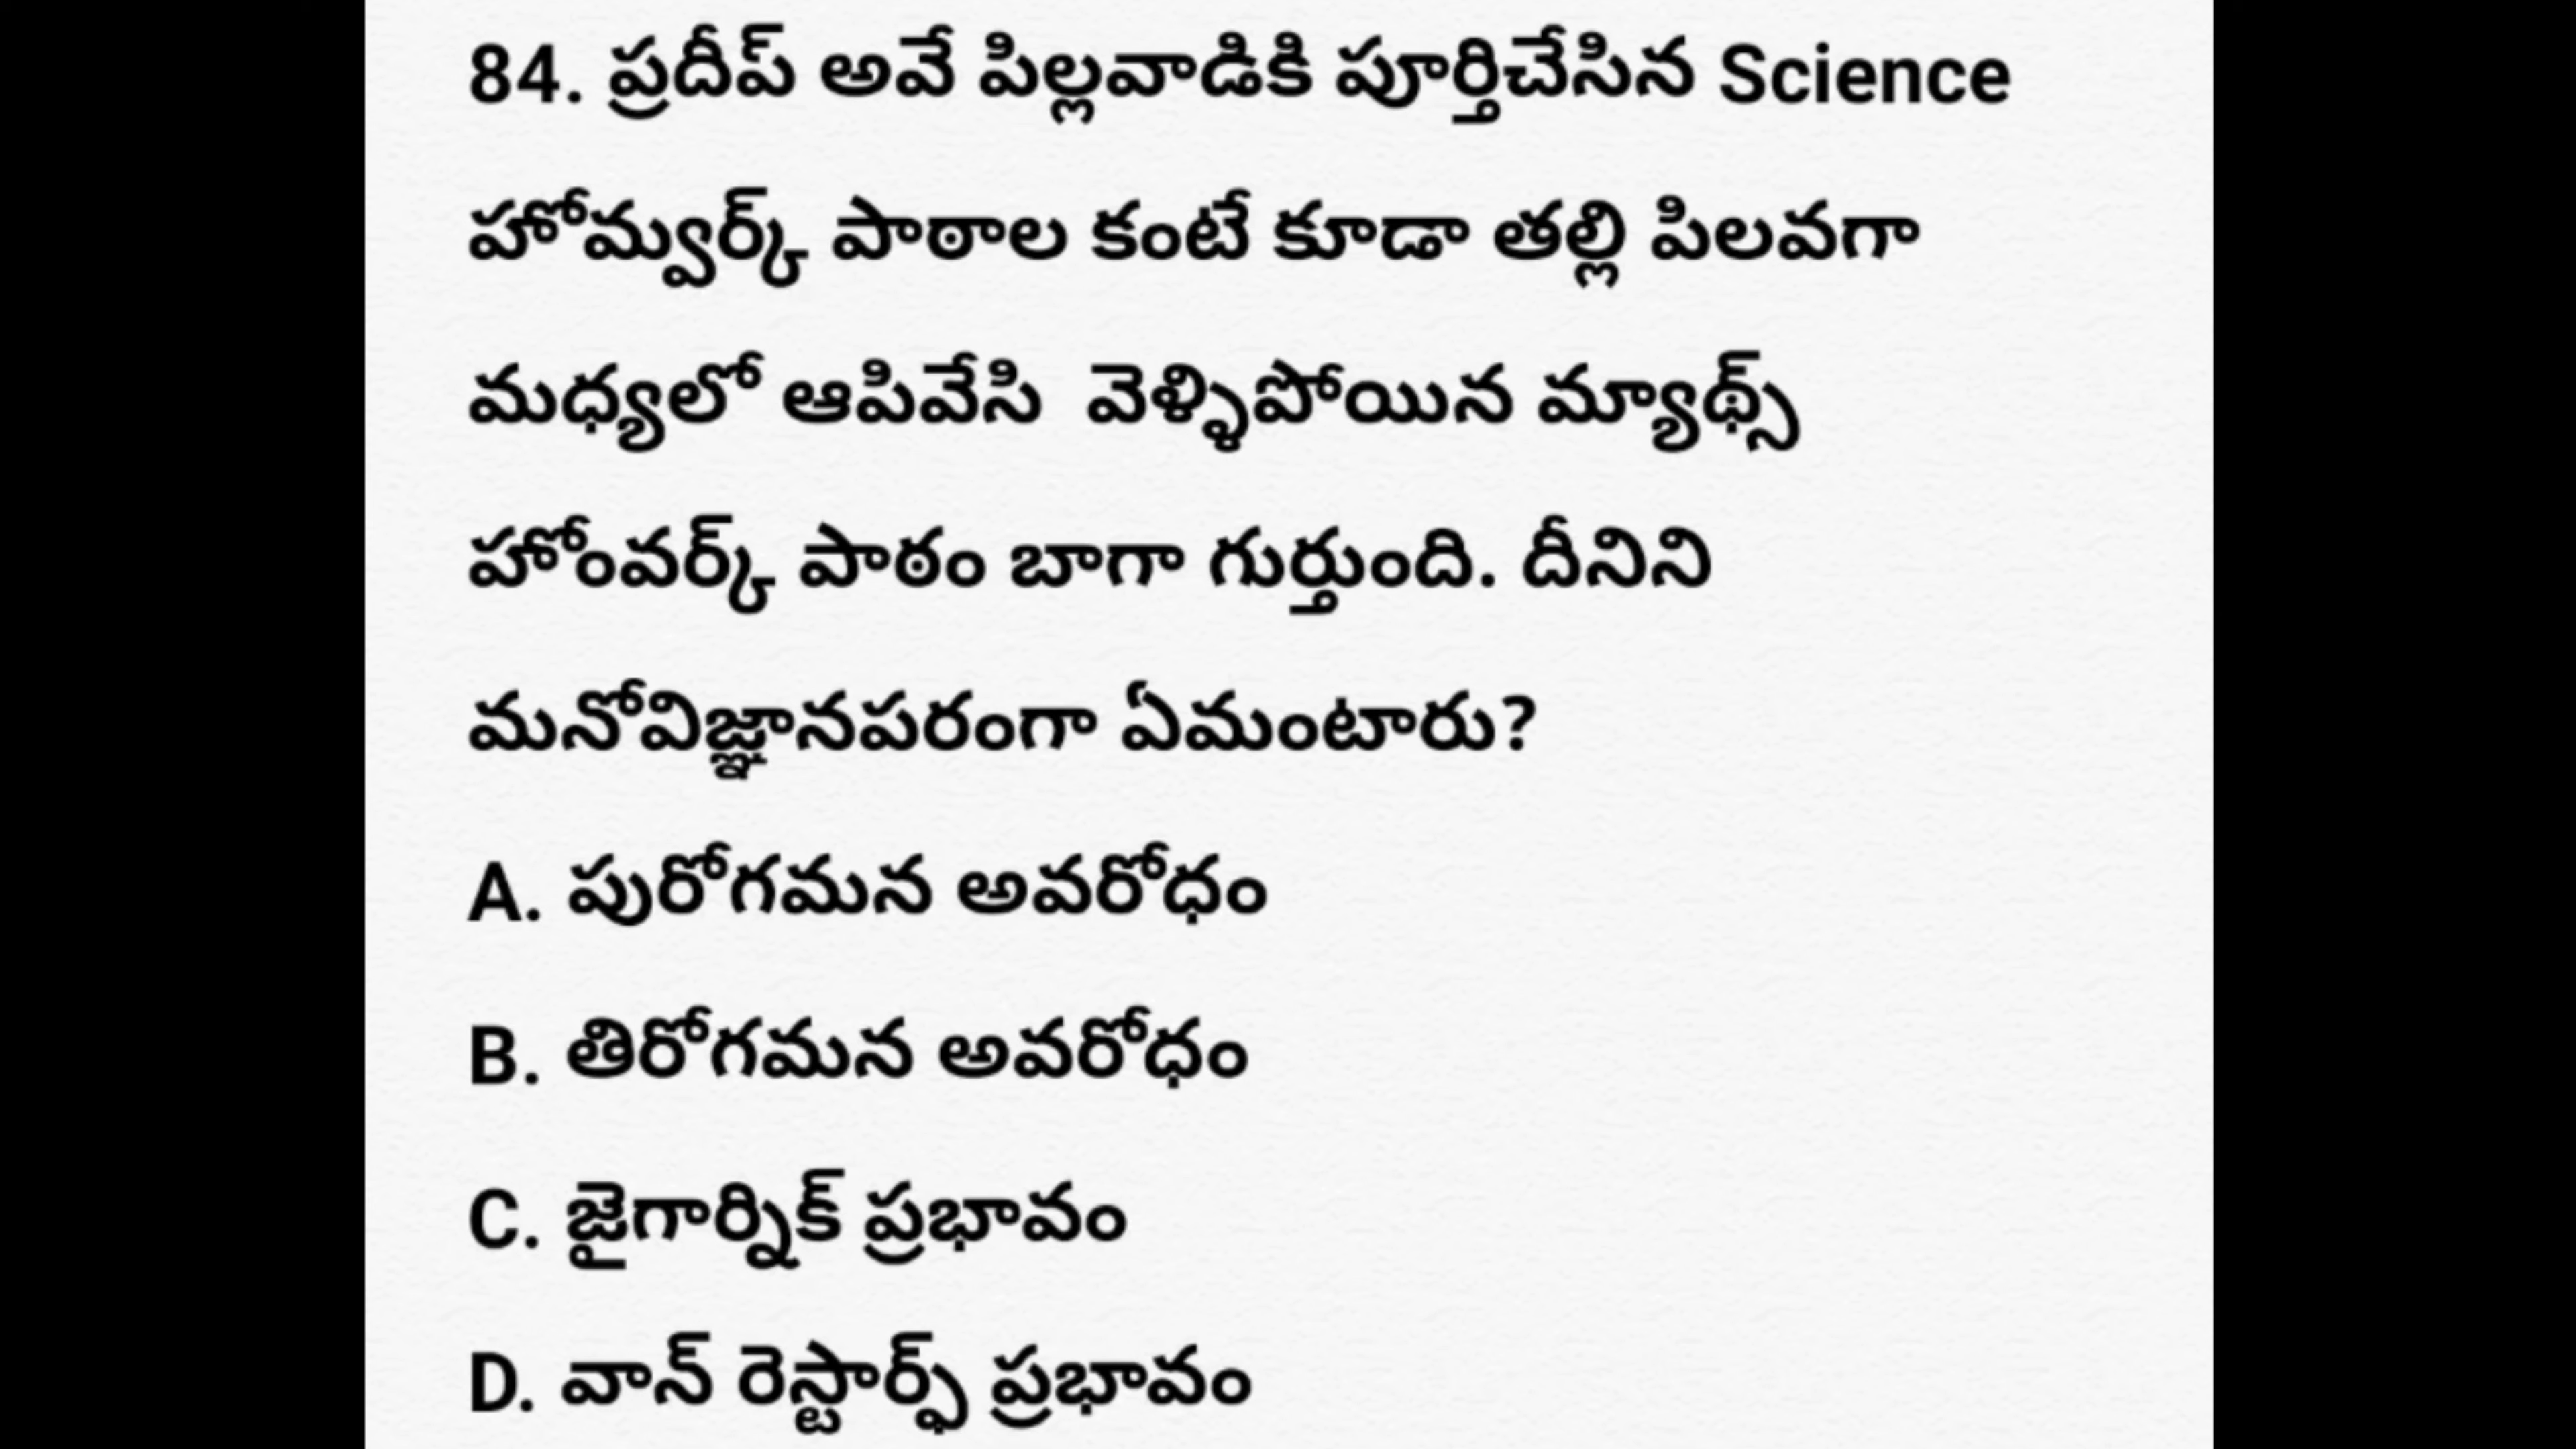 84. ప్రదీప్ అవే పిల్లవాడికి పూర్తిచేసిన Science
హోమ్వర్క్ పాఠాల కంటే కూడా తల్లి పిలవగా
మధ్యలో ఆపివేసి వెళ్ళిపోయిన మ్యాథ్స్
హోంవర్క్ పాఠం బాగా గుర్తుంది. దీనిని
మనోవిజ్ఞానపరంగా ఏమంటారు?
A. పురోగమన అవరోధం
B. తిరోగమన అవరోధం
C. జైగార్నిక్ ప్రభావం
D. వాన్ రెస్టార్ఫ్ ప్రభావం